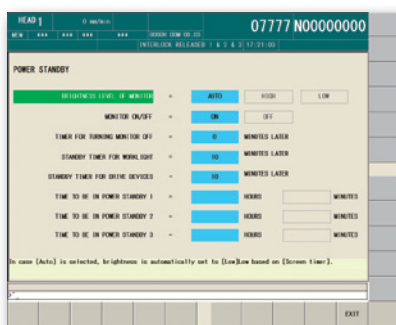 HEAD 1 0 mm/min 07777 N00000000
MEM *** *** *** ***
INTERLOCK RELEASED 1 & 2 & 3 17:21:03
POWER STANDBY
BRIGHTNESS LEVEL OF MONITOR = AUTO HIGH LOW
MONITOR ON/OFF = ON OFF
TIMER FOR TURNING MONITOR OFF = 0 MINUTES LATER
STANDBY TIMER FOR WORKLIGHT = 10 MINUTES LATER
STANDBY TIMER FOR DRIVE DEVICES = 10 MINUTES LATER
TIME TO BE IN POWER STANDBY 1 = HOURS MINUTES
TIME TO BE IN POWER STANDBY 2 = HOURS MINUTES
TIME TO BE IN POWER STANDBY 3 = HOURS MINUTES
In case [Auto] is selected, brightness is automatically set to [Low]Low based on [Screen timer].
>_
EXIT